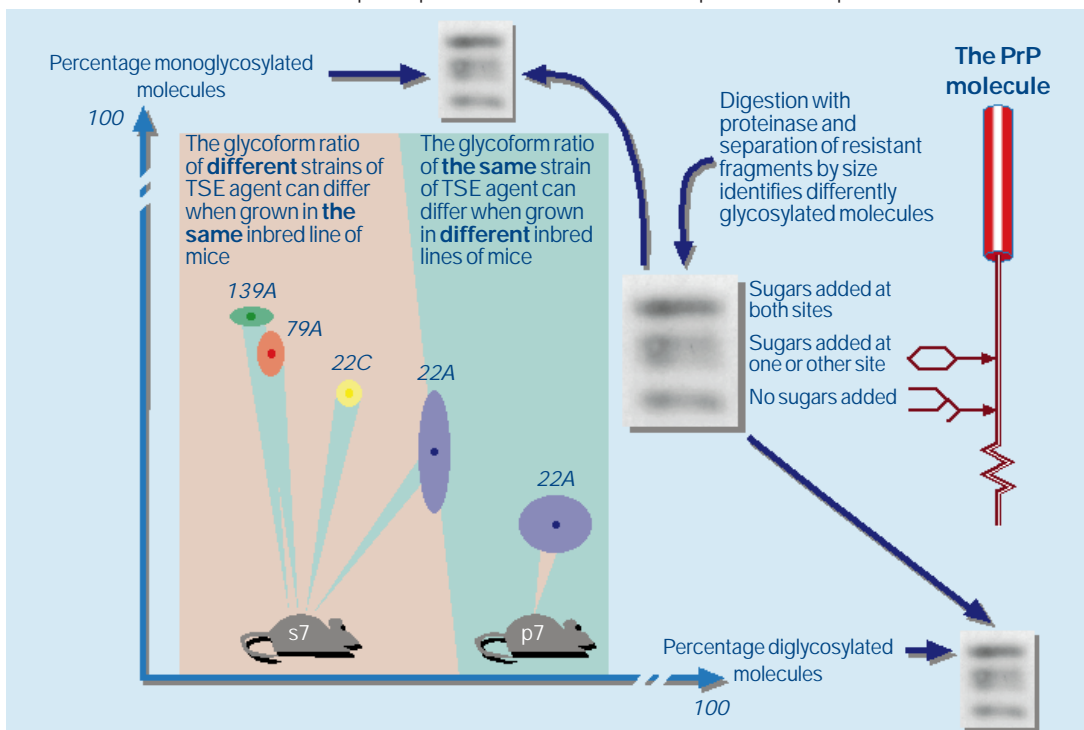 Percentage monoglycosylated
molecules
100
The glycoform ratio
of different strains of
TSE agent can differ
when grown in the
same inbred line of
mice
The glycoform ratio
of the same strain
of TSE agent can
differ when grown
in different inbred
lines of mice
139A
79A
22C
22A
22A
s7
p7
Digestion with
proteinase and
separation of resistant
fragments by size
identifies differently
glycosylated molecules
Sugars added at
both sites
Sugars added at
one or other site
No sugars added
The PrP
molecule
Percentage diglycosylated
molecules
100